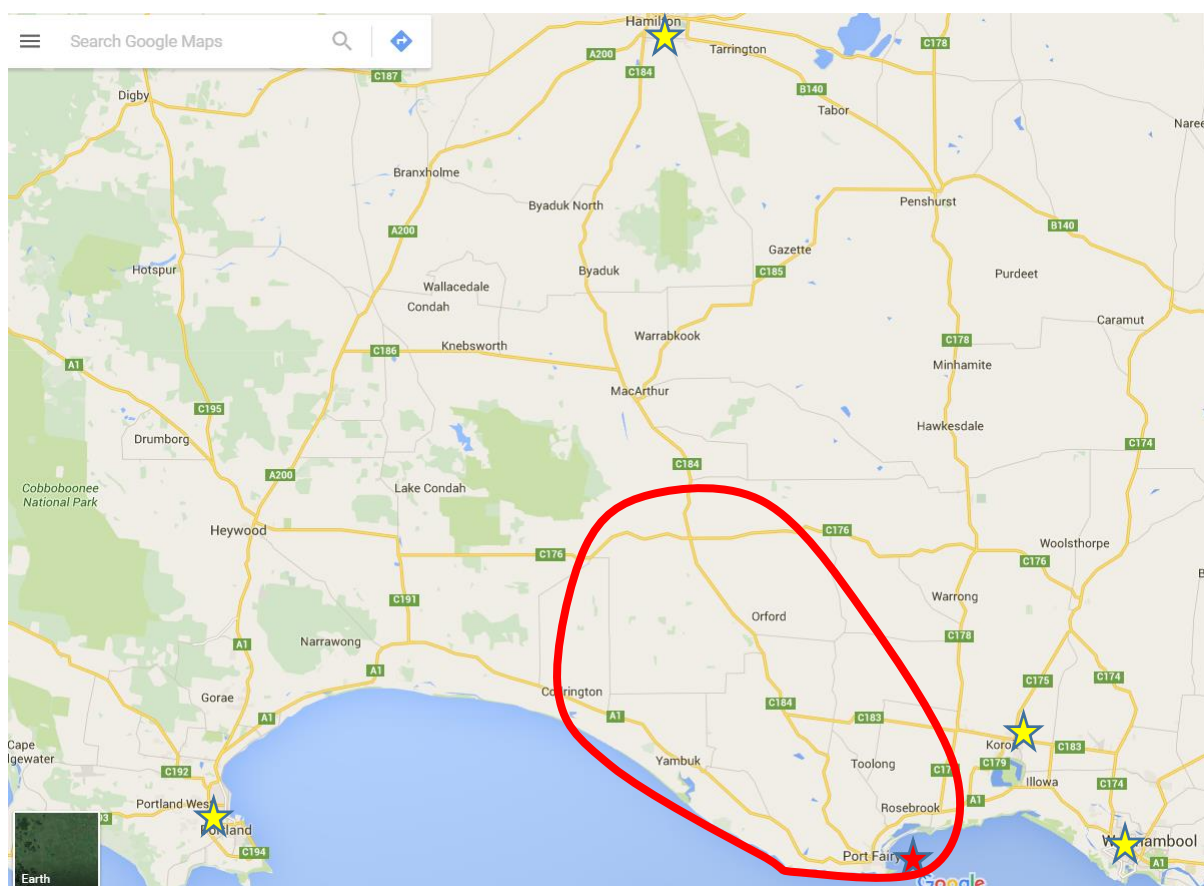 Search Google Maps
Hamilton
Tarrington
C178
A200
C184
C187
Digby
B140
Tabor
Branxholme
Byaduk North
Penshurst
A200
B140
Gazette
Hotspur
Byaduk
C185
Purdeet
Wallacedale
Condah
Caramut
Warrabkook
C186
Knebsworth
C178
A1
Minhamite
MacArthur
C195
Hawkesdale
Drumborg
C174
C184
A200
Cobboboonee
National Park
Lake Condah
Heywood
C176
Woolsthorpe
C176
C176
Warrong
C191
Orford
Narrawong
A1
C178
A1
C175
C174
Gorae
A1
C184
A1
C183
C183
Cape
C192
Yambuk
Toolong
C179
Illowa
C174
Portland West
A1
Rosebrook
Portland
C194
Port Fairy
A1
Earth
Google